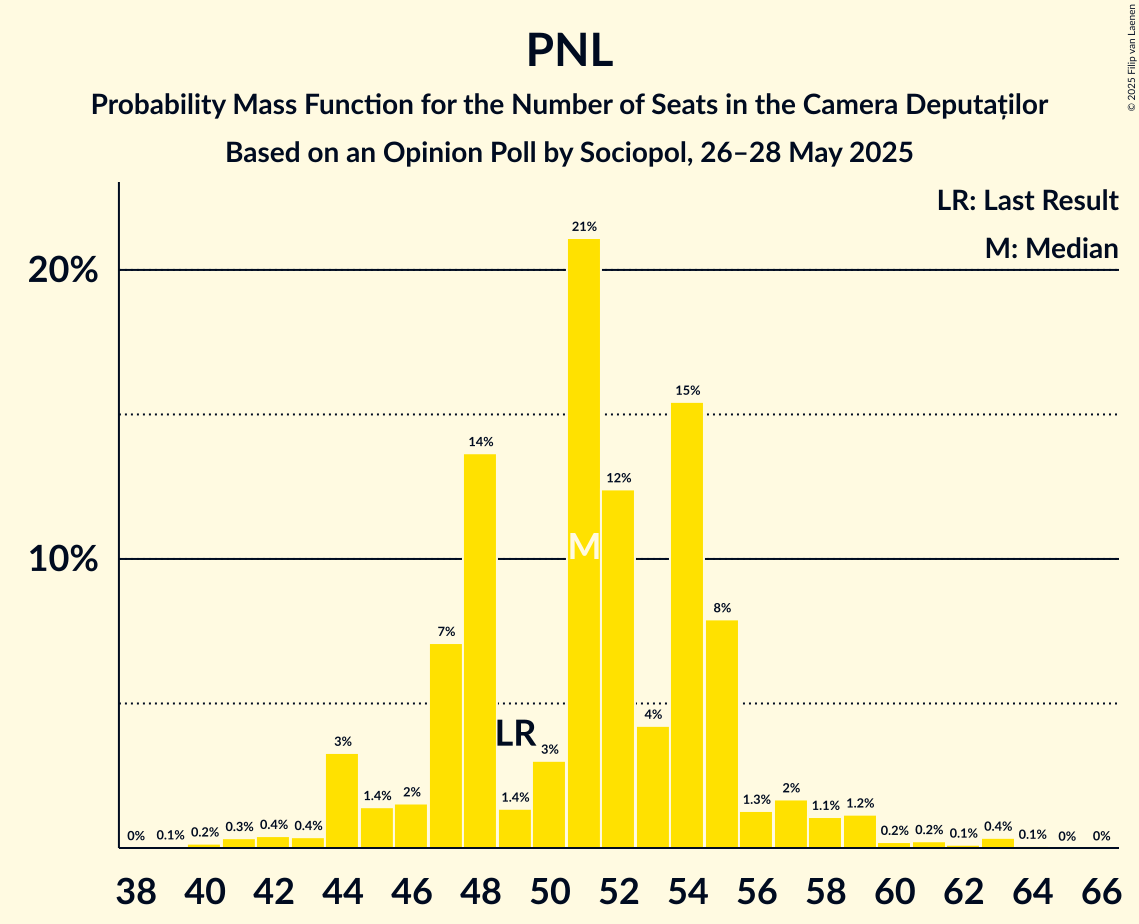 PNL
Probability Mass Function for the Number of Seats in the Camera Deputaților
Based on an Opinion Poll by Sociopol, 26–28 May 2025
© 2025 Filip van Laenen
LR: Last Result
M: Median
20%
10%
0% 0.1% 0.2% 0.3% 0.4% 0.4% 3% 1.4% 2% 7% 14% 1.4% 3% 21% 12% 4% 15% 8% 1.3% 2% 1.1% 1.2% 0.2% 0.2% 0.1% 0.4% 0.1% 0% 0%
LR
M
38 40 42 44 46 48 50 52 54 56 58 60 62 64 66